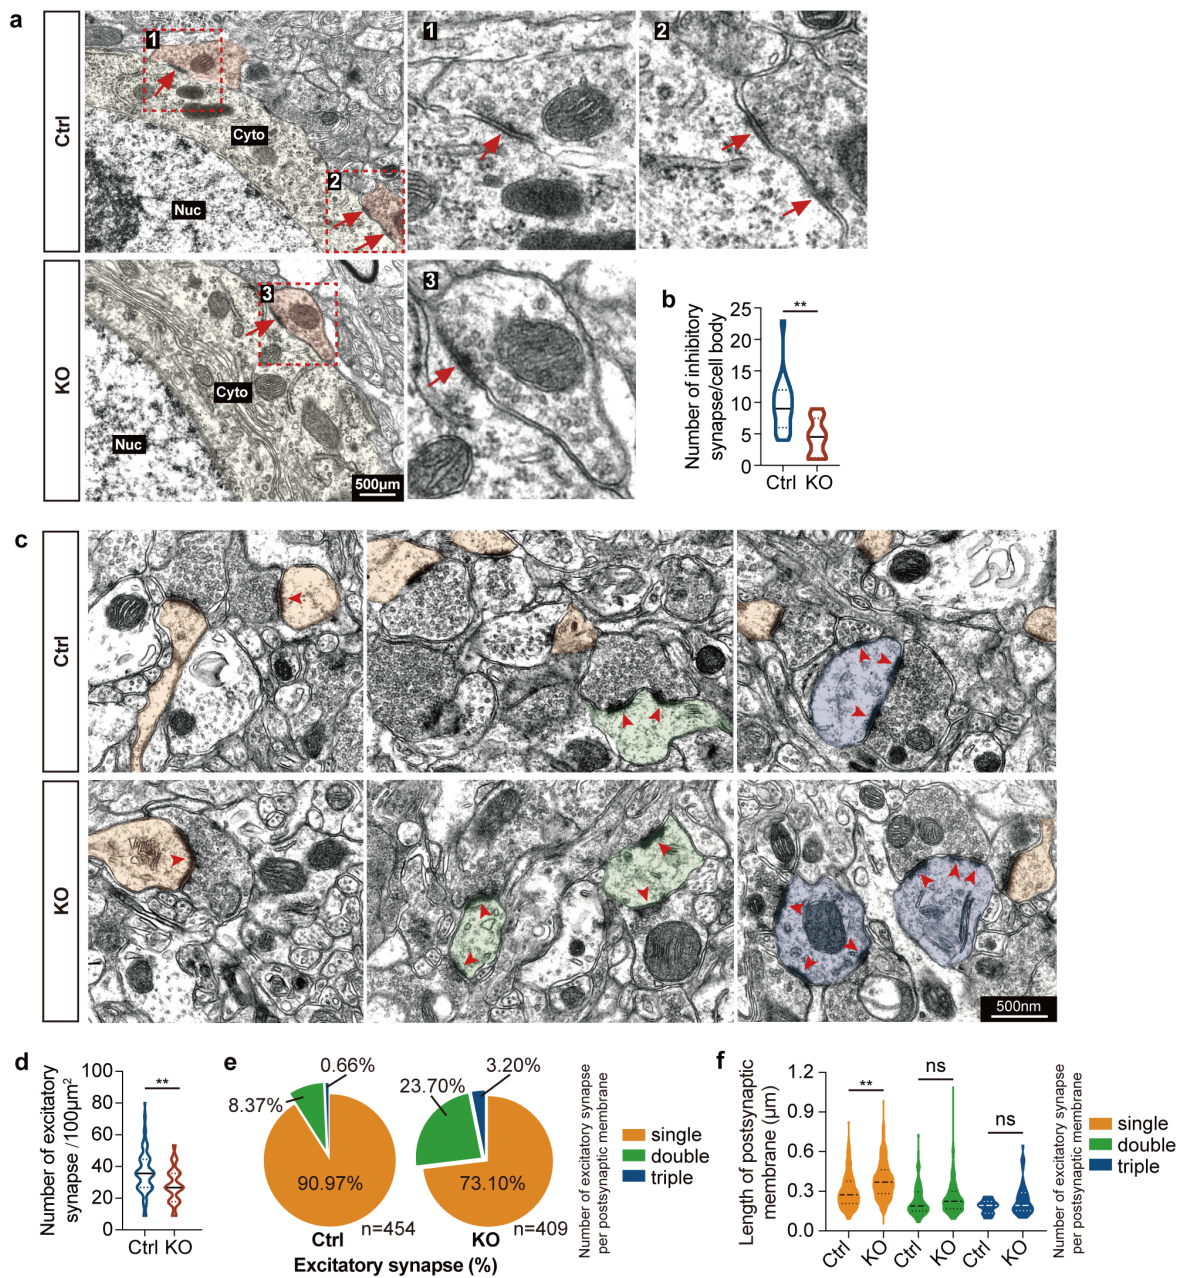 a
Ctrl
1
Cyto
Nuc
2
1
2
KO
3
Cyto
Nuc
500μm
3
b
Number of inhibitory
synapse/cell body
25
20
15
10
5
0
**
Ctrl KO
c
Ctrl
KO
500nm
d
Number of excitatory
synapse /100μm²
100
80
60
40
20
0
**
Ctrl KO
e
0.66%
8.37%
90.97%
n=454
Ctrl
3.20%
23.70%
73.10%
n=409
KO
Excitatory synapse (%)
single
double
triple
Number of excitatory synapse
per postsynaptic membrane
f
Length of postsynaptic
membrane (μm)
1.2
0.9
0.6
0.3
0.0
**
ns
ns
Ctrl KO Ctrl KO Ctrl KO
Number of excitatory synapse
per postsynaptic membrane
single
double
triple